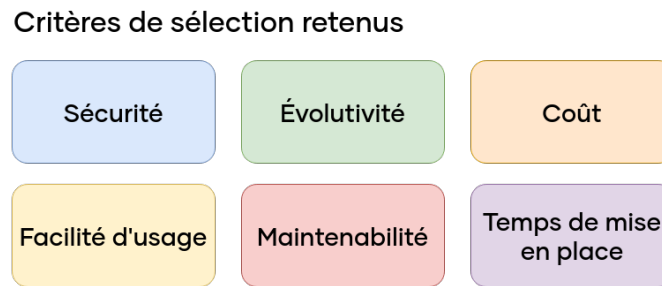 Critères de sélection retenus
Sécurité
Évolutivité
Coût
Facilité d'usage
Maintenabilité
Temps de mise
en place